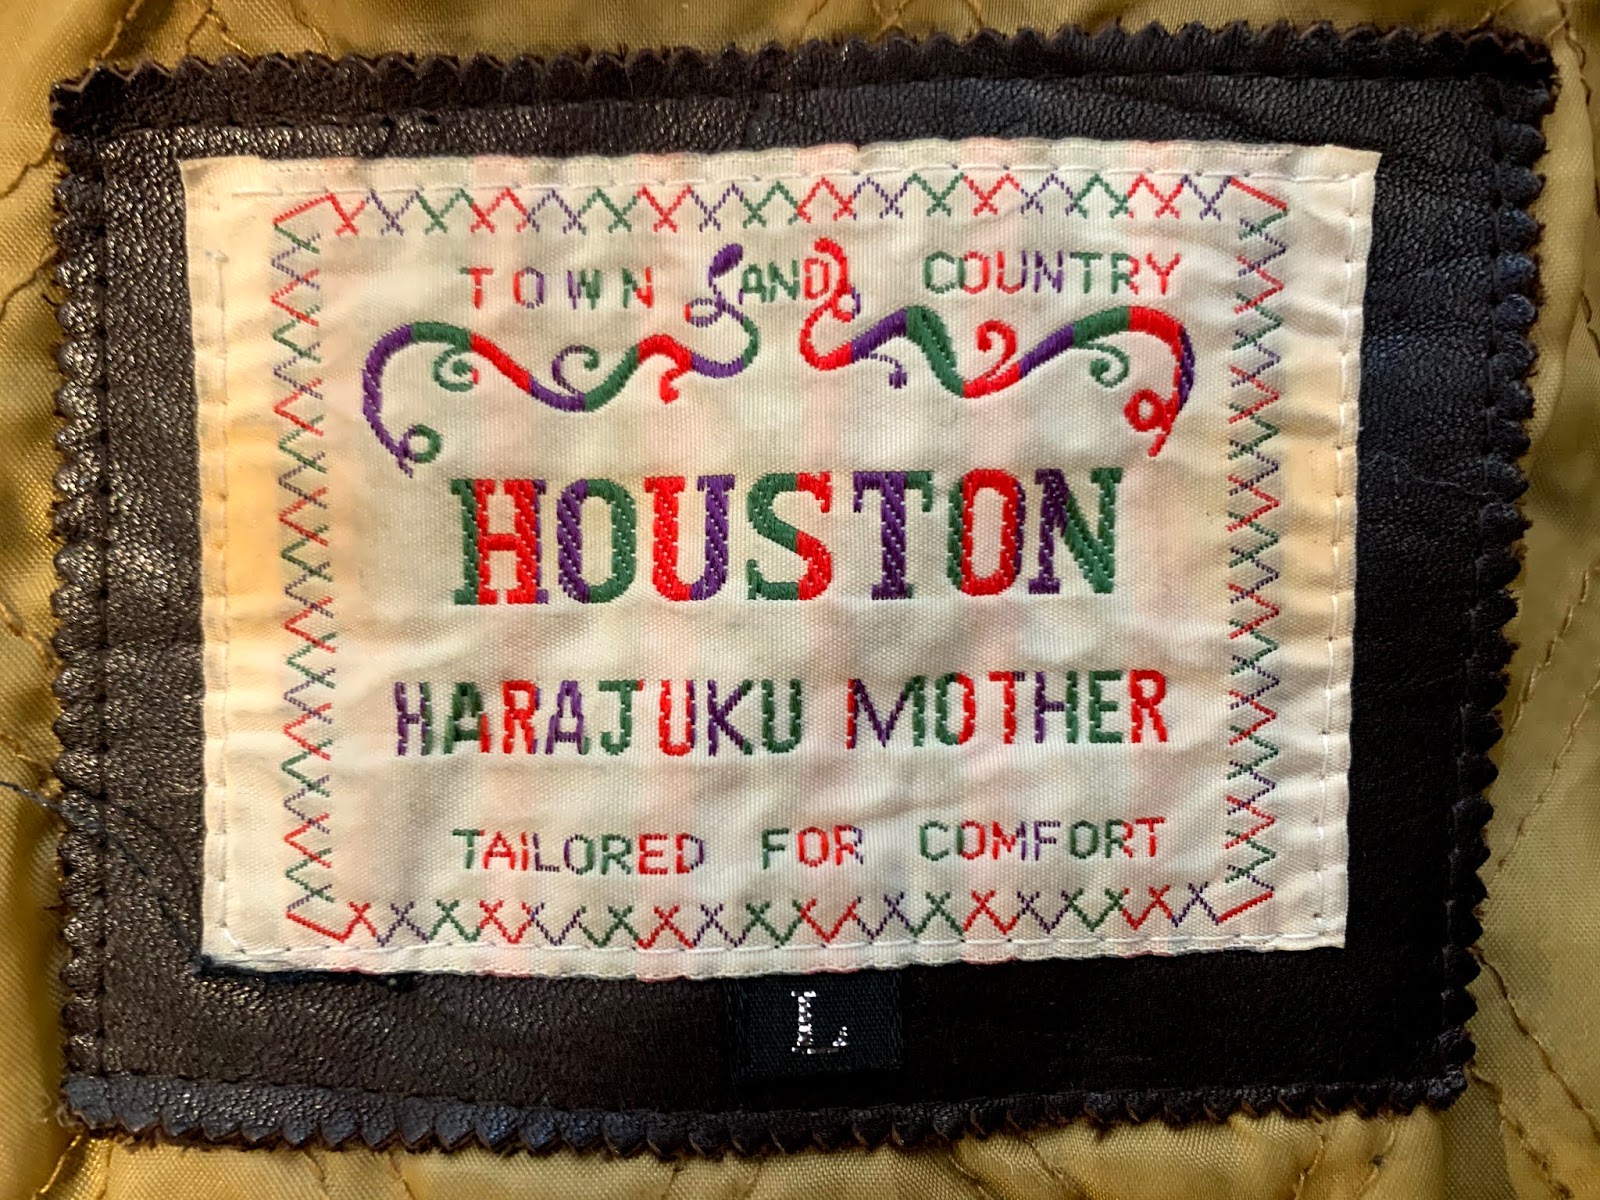 TOWN AND COUNTRY
HOUSTON
HARAJUKU MOTHER
TAILORED FOR COMFORT
L